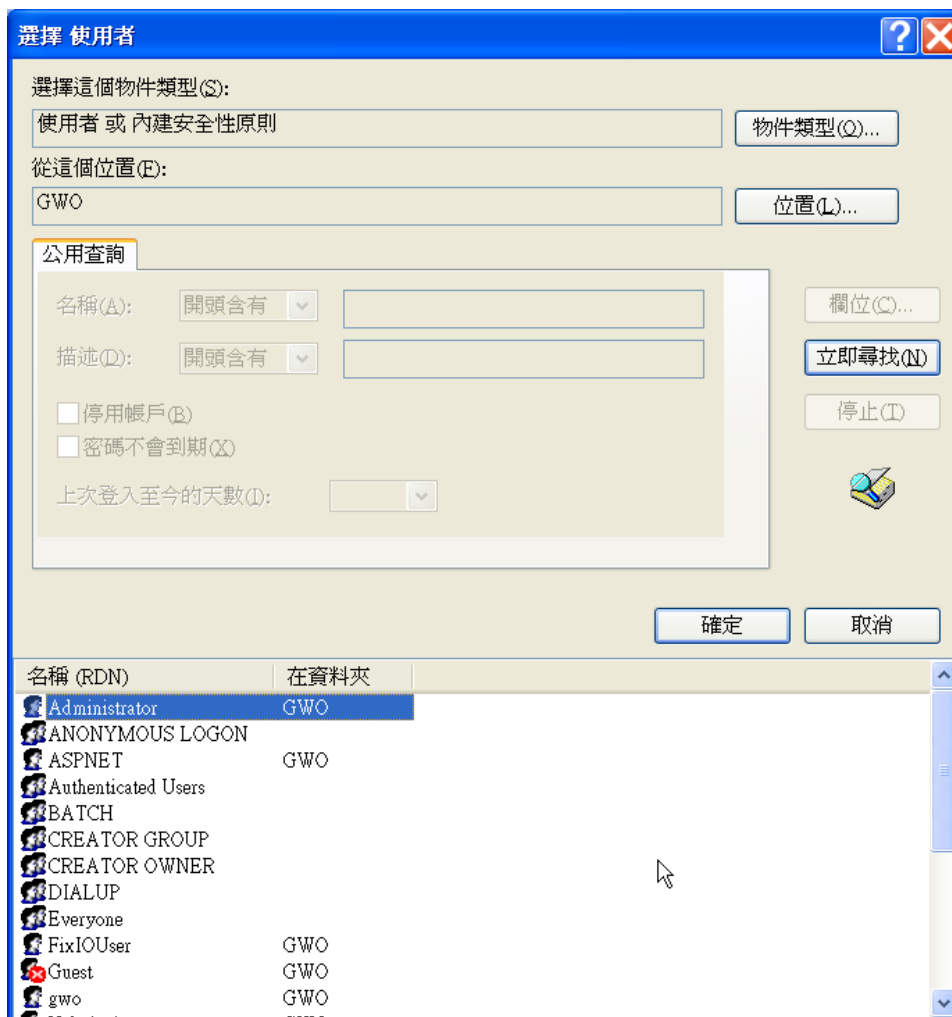 選擇 使用者
選擇這個物件類型(S):
使用者 或 內建安全性原則
物件類型(O)...
從這個位置(F):
GWO
位置(L)...
公用查詢
名稱(A): 開頭含有
欄位(C)...
描述(D): 開頭含有
立即尋找(N)
停用帳戶(B)
停止(T)
密碼不會到期(X)
上次登入至今的天數(I):
確定 取消
名稱 (RDN) 在資料夾
Administrator GWO
ANONYMOUS LOGON
ASPNET GWO
Authenticated Users
BATCH
CREATOR GROUP
CREATOR OWNER
DIALUP
Everyone
FixIOUser GWO
Guest GWO
gwo GWO